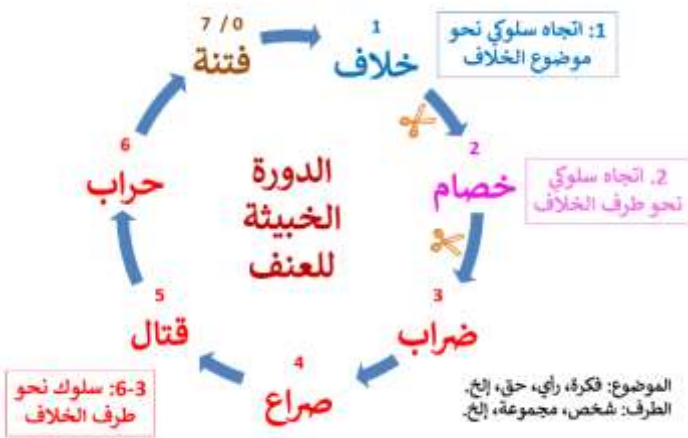 7 / 0
فتنة
1
خلاف
1: اتجاه سلوكي نحو
موضوع الخلاف
2
خصام
2. اتجاه سلوكي
نحو طرف الخلاف
3
ضراب
4
صراع
5
قتال
6
حراب
الدورة
الخبيثة
للعنف
3-6: سلوك نحو
طرف الخلاف
الموضوع: فكرة، رأي، حق، إلخ.
الطرف: شخص، مجموعة، إلخ.